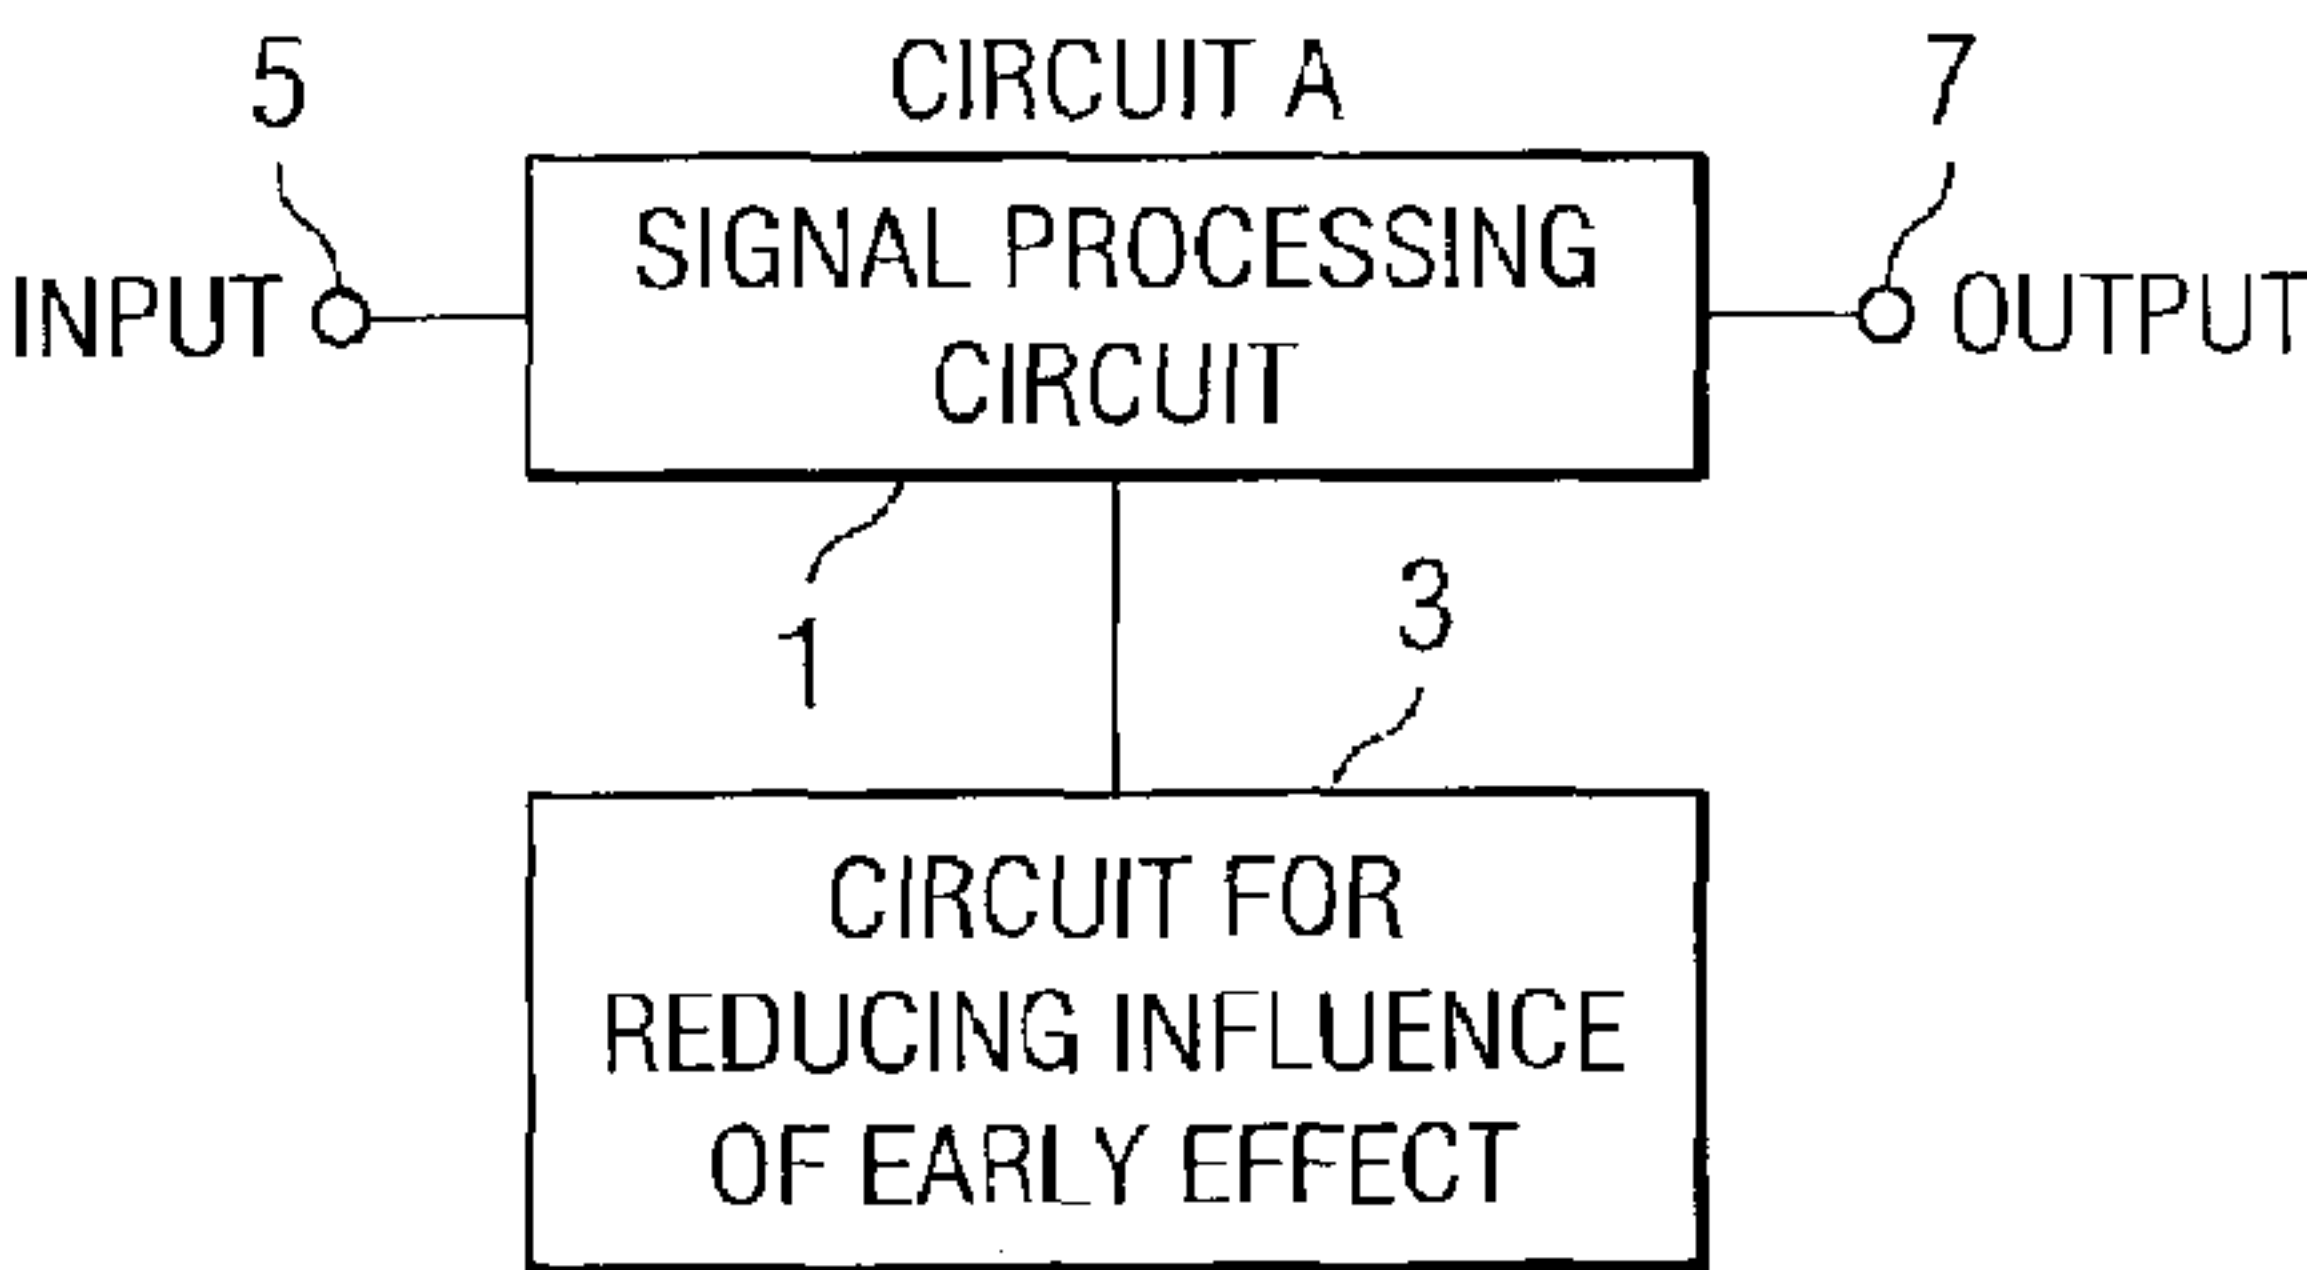 5
CIRCUIT A
7
SIGNAL PROCESSING
CIRCUIT
INPUT
OUTPUT
1
3
CIRCUIT FOR
REDUCING INFLUENCE
OF EARLY EFFECT